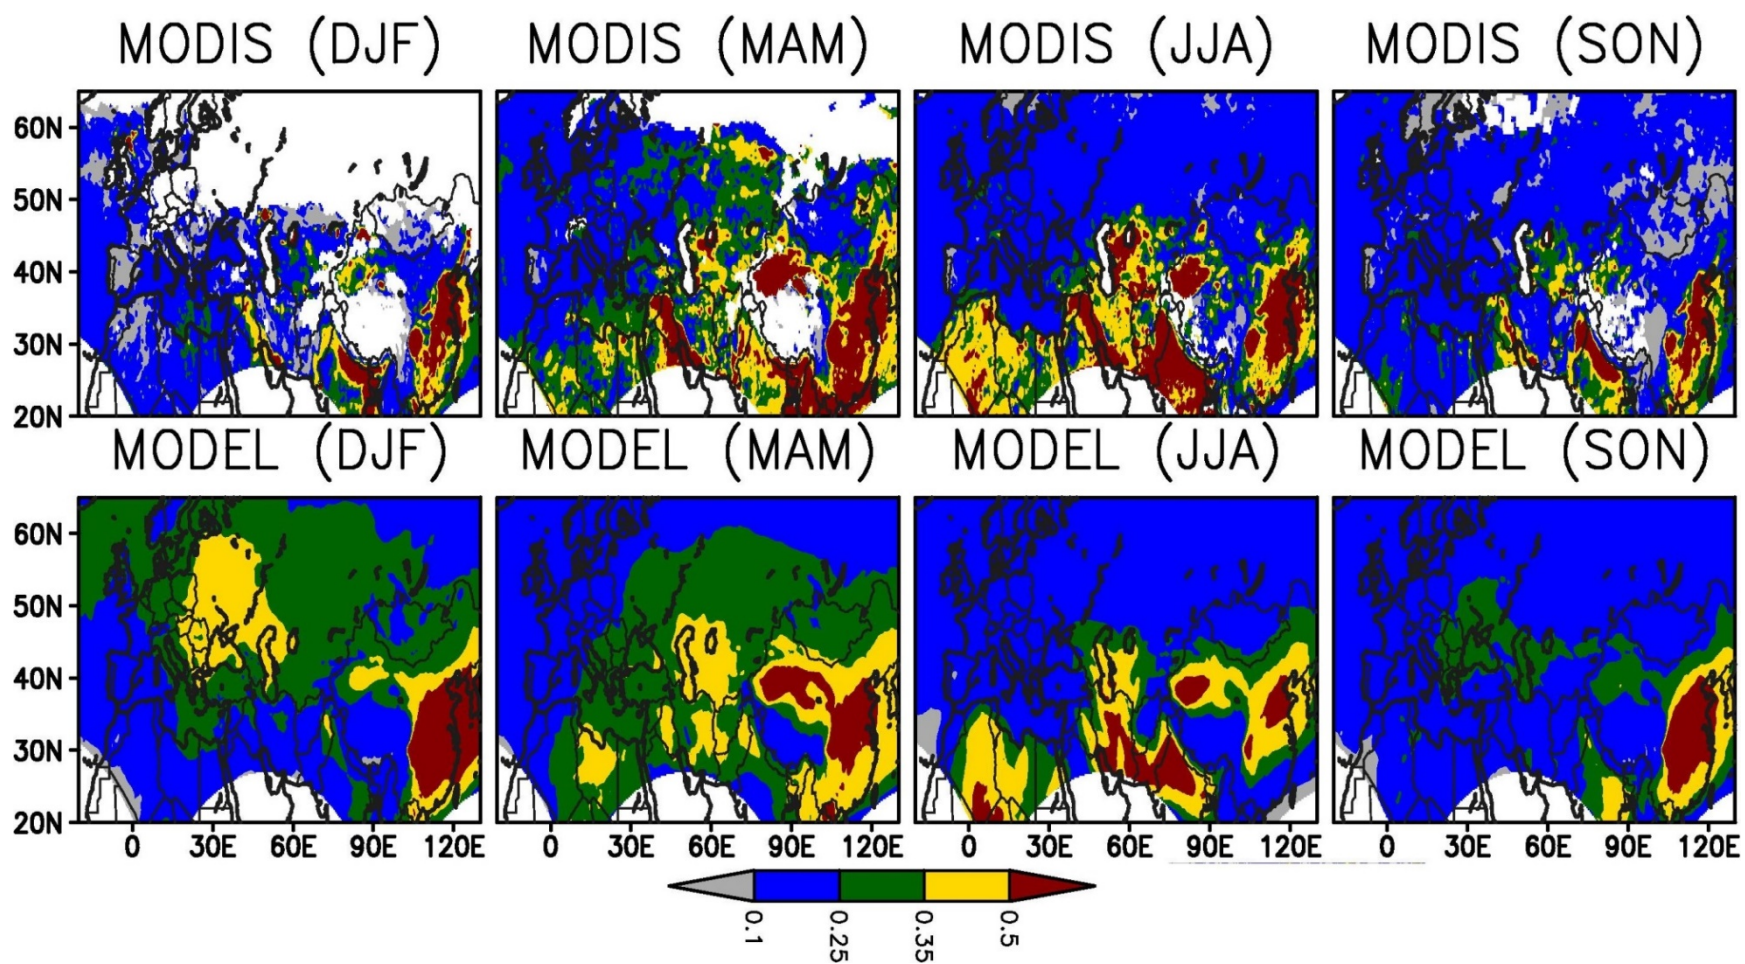 MODIS (DJF) MODIS (MAM) MODIS (JJA) MODIS (SON)
60N
50N
40N
30N
20N
MODEL (DJF) MODEL (MAM) MODEL (JJA) MODEL (SON)
60N
50N
40N
30N
20N
0 30E 60E 90E 120E 0 30E 60E 90E 120E 0 30E 60E 90E 120E 0 30E 60E 90E 120E
0.1 0.25 0.35 0.5